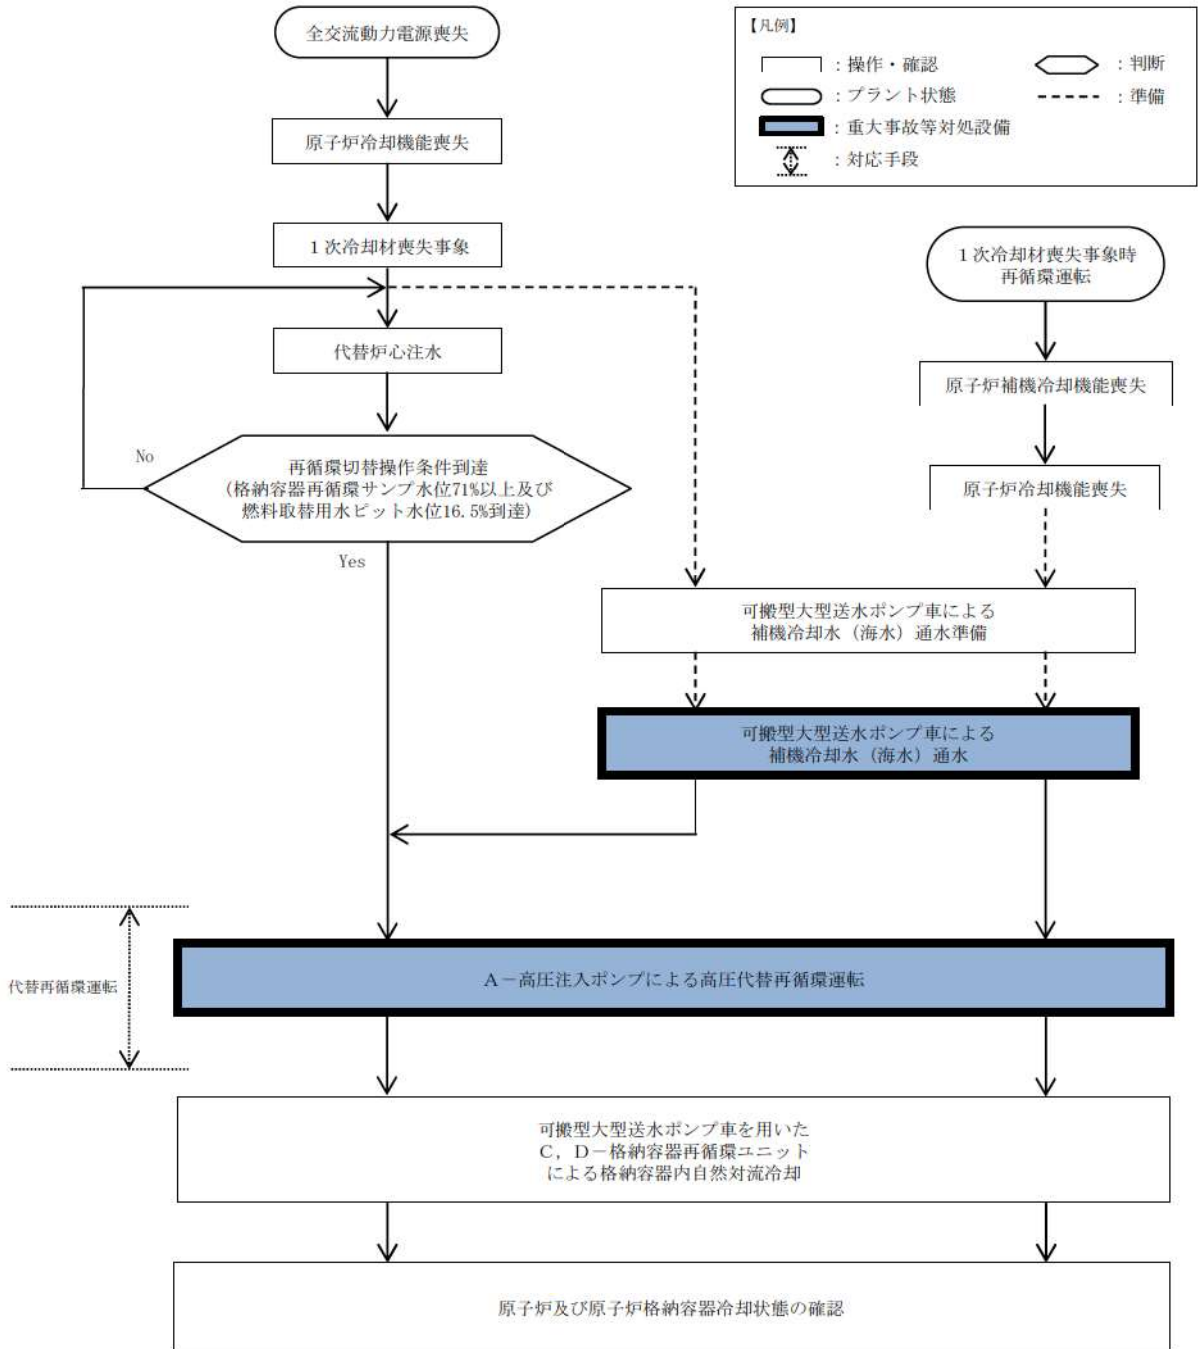 全交流動力電源喪失
原子炉冷却機能喪失
１次冷却材喪失事象
代替炉心注水
No
再循環切替操作条件到達
(格納容器再循環サンプ水位71%以上及び
燃料取替用水ピット水位16.5%到達)
Yes
【凡例】
：操作・確認
：判断
：プラント状態
：準備
：重大事故等対処設備
：対応手段
１次冷却材喪失事象時
再循環運転
原子炉補機冷却機能喪失
原子炉冷却機能喪失
可搬型大型送水ポンプ車による
補機冷却水（海水）通水準備
可搬型大型送水ポンプ車による
補機冷却水（海水）通水
代替再循環運転
Ａ－高圧注入ポンプによる高圧代替再循環運転
可搬型大型送水ポンプ車を用いた
Ｃ，Ｄ－格納容器再循環ユニット
による格納容器内自然対流冷却
原子炉及び原子炉格納容器冷却状態の確認